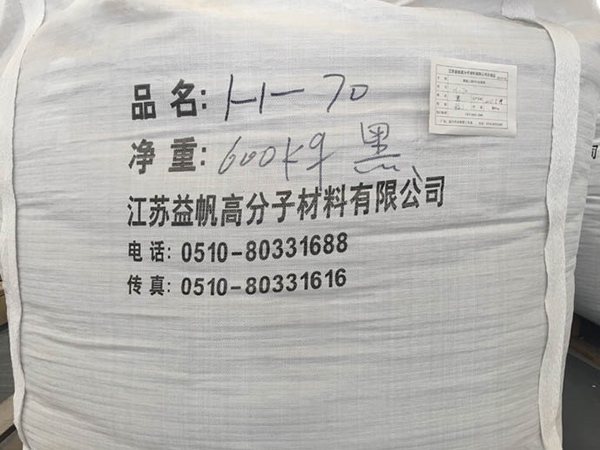 品名: H-70
净重: 600kg 黑
江苏益帆高分子材料有限公司
电话: 0510-80331688
传真: 0510-80331616